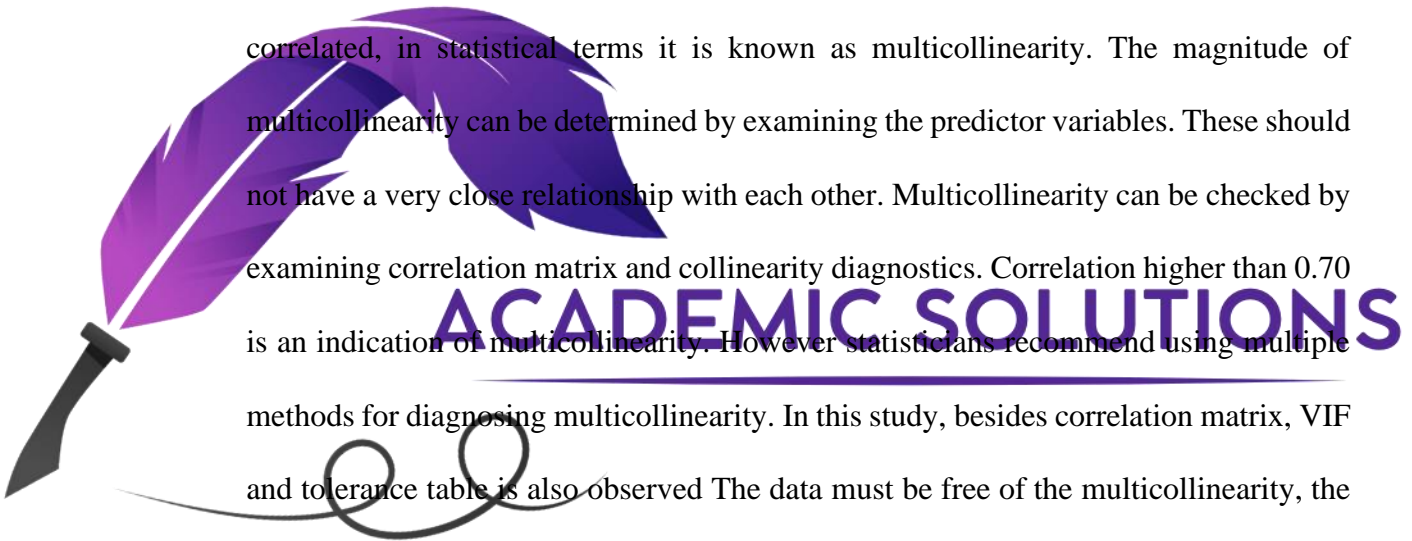 correlated, in statistical terms it is known as multicollinearity. The magnitude of
multicollinearity can be determined by examining the predictor variables. These should
not have a very close relationship with each other. Multicollinearity can be checked by
examining correlation matrix and collinearity diagnostics. Correlation higher than 0.70
ACADEMIC SOLUTIONS
is an indication of multicollinearity. However statisticians recommend using multiple
methods for diagnosing multicollinearity. In this study, besides correlation matrix, VIF
and tolerance table is also observed The data must be free of the multicollinearity, the